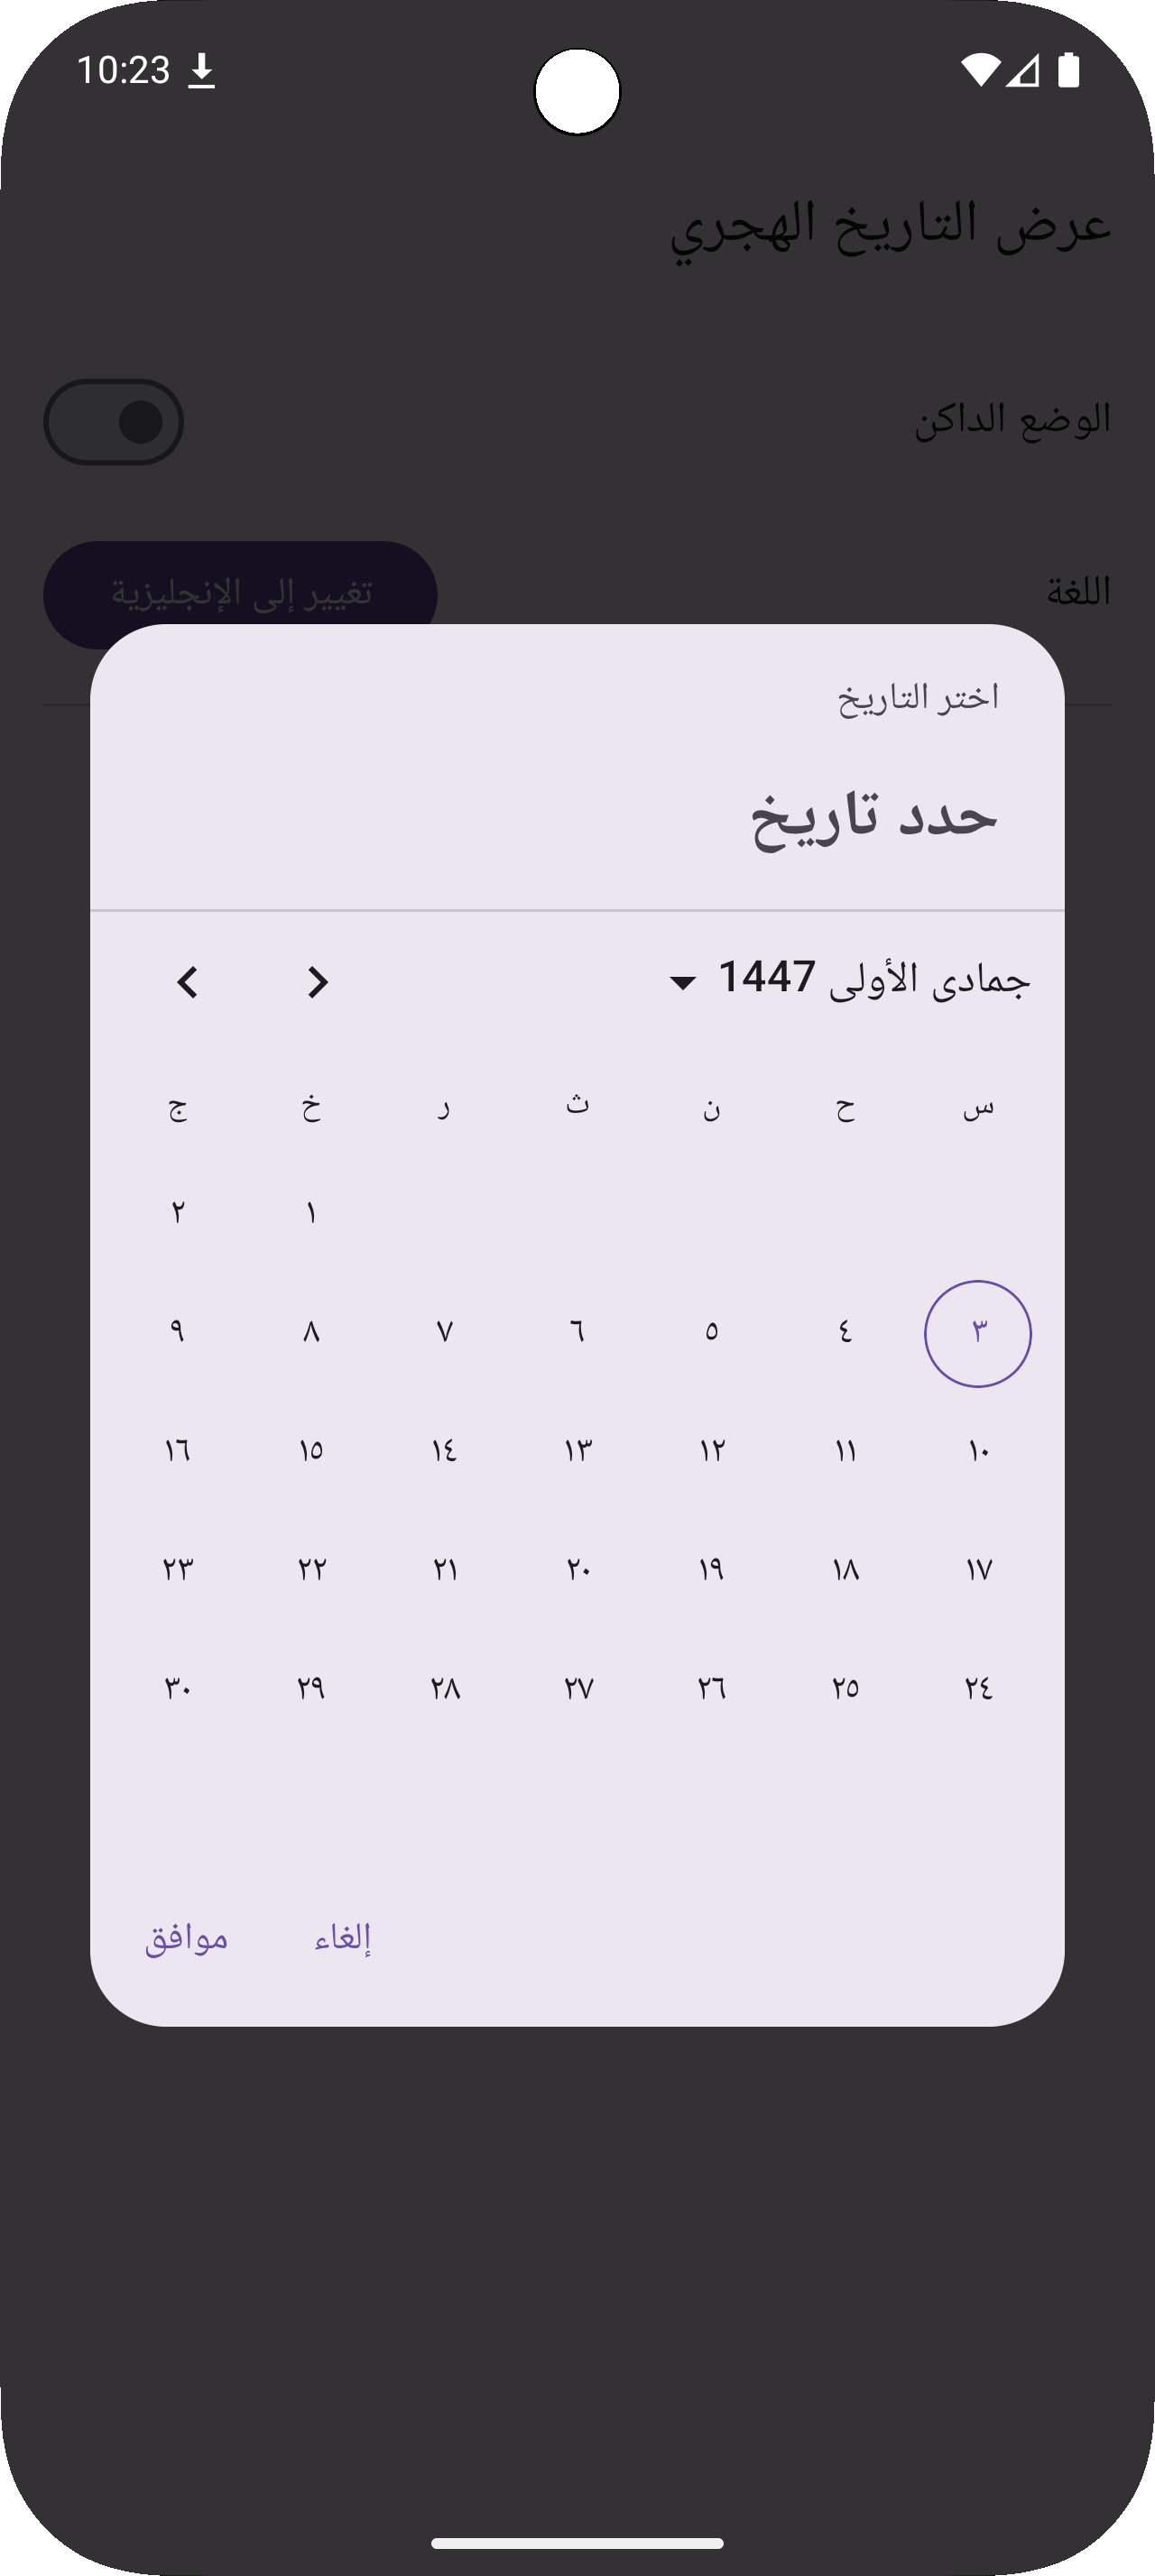 10:23
عرض التاريخ الهجري
الوضع الداكن
اللغة تغيير إلى الإنجليزية
اختر التاريخ
حدد تاريخ
جمادى الأولى 1447
س ح ن ث ر خ ج
١ ٢
٣ ٤ ٥ ٦ ٧ ٨ ٩
١٠ ١١ ١٢ ١٣ ١٤ ١٥ ١٦
١٧ ١٨ ١٩ ٢٠ ٢١ ٢٢ ٢٣
٢٤ ٢٥ ٢٦ ٢٧ ٢٨ ٢٩ ٣٠
إلغاء موافق